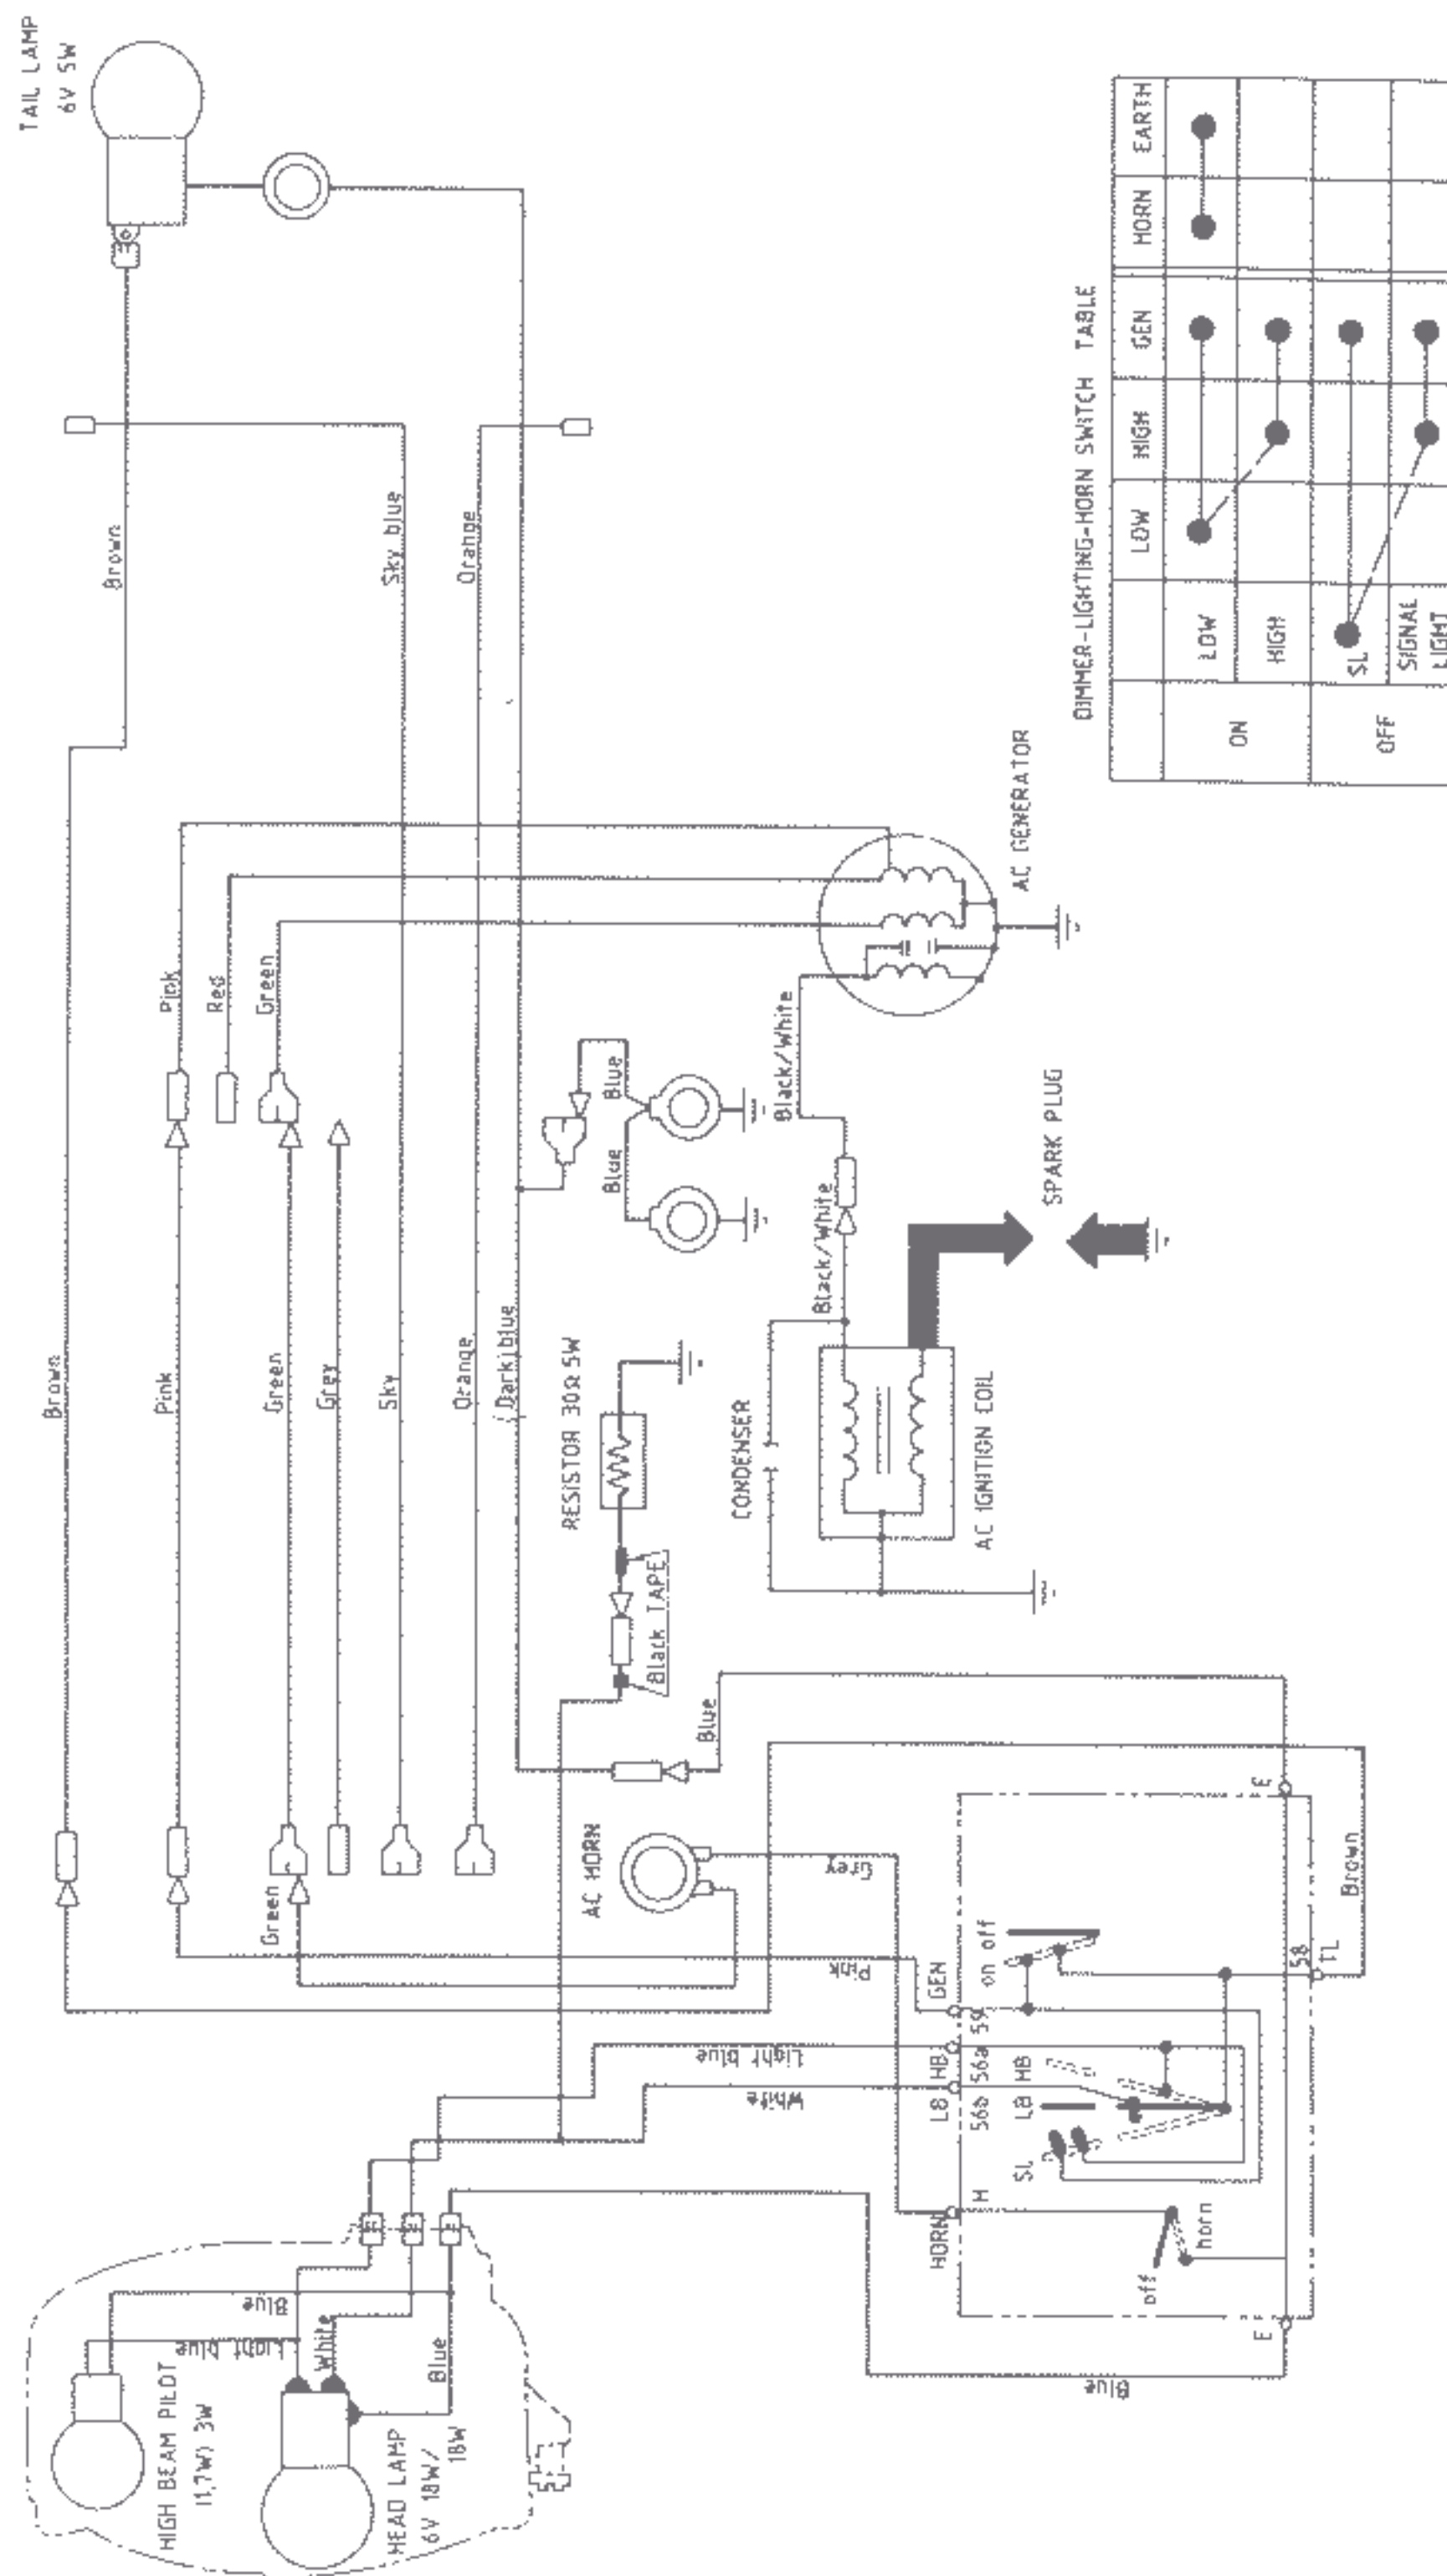 TAIL LAMP
6V 5W
Brown
Sky blue
Orange
DIMMER-LIGHTING-HORN SWITCH TABLE
LOW
HIGH
GEN
HORN
EARTH
ON
LOW
HIGH
OFF
SL
SIGNAL
LIGHT
Pink
Red
Green
AC GENERATOR
Black/White
Blue
Blue
Black/White
SPARK PLUG
Brown
Pink
Green
Grey
Sky
Orange
Dark blue
RESISTOR 30Ω 5W
Black TAPE
CONDENSER
AC IGNITION COIL
Blue
AC HORN
Green
Grey
Pink
Light blue
White
Brown
E
58
TL
on off
GEN
59
HB
56a
HB
LB
56b
LB
SL
HORN
H
off
horn
E
Blue
Blue
Light blue
White
Blue
HIGH BEAM PILOT
(1,7W) 3W
HEAD LAMP
6V 18W/
18W